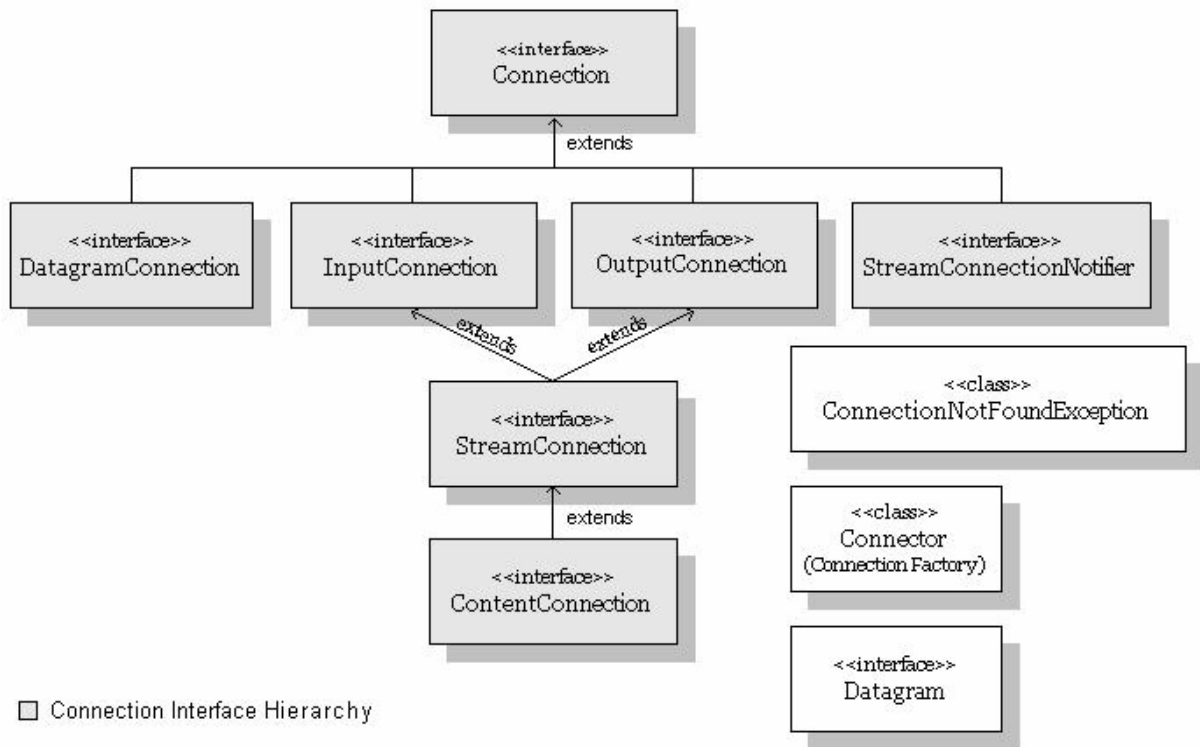 <<interface>>
Connection
extends
<<interface>>
DatagramConnection
<<interface>>
InputConnection
<<interface>>
OutputConnection
<<interface>>
StreamConnectionNotifier
extends
extends
<<interface>>
StreamConnection
<<class>>
ConnectionNotFoundException
extends
<<class>>
Connector
(Connection Factory)
<<interface>>
ContentConnection
<<interface>>
Datagram
Connection Interface Hierarchy